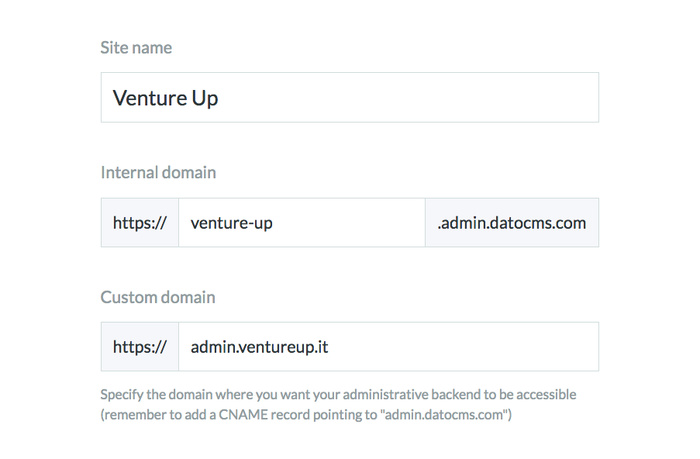 Site name
Venture Up
Internal domain
https:// venture-up .admin.datocms.com
Custom domain
https:// admin.ventureup.it
Specify the domain where you want your administrative backend to be accessible
(remember to add a CNAME record pointing to "admin.datocms.com")